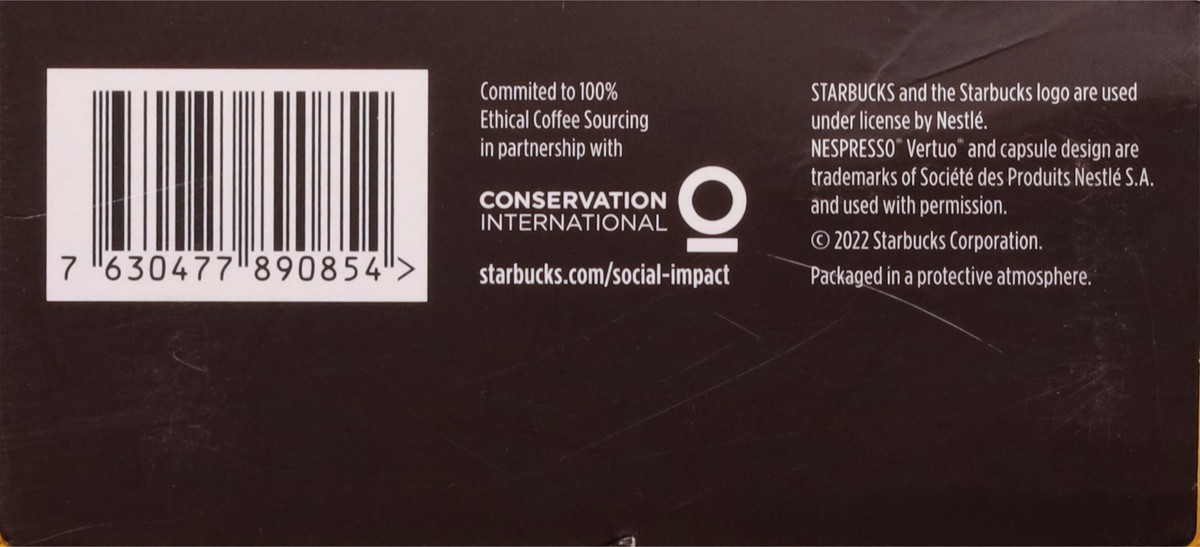 7 630477 890854 >
Commited to 100%
Ethical Coffee Sourcing
in partnership with
CONSERVATION
INTERNATIONAL
starbucks.com/social-impact
STARBUCKS and the Starbucks logo are used
under license by Nestlé.
NESPRESSO® Vertuo® and capsule design are
trademarks of Société des Produits Nestlé S.A.
and used with permission.
© 2022 Starbucks Corporation.
Packaged in a protective atmosphere.